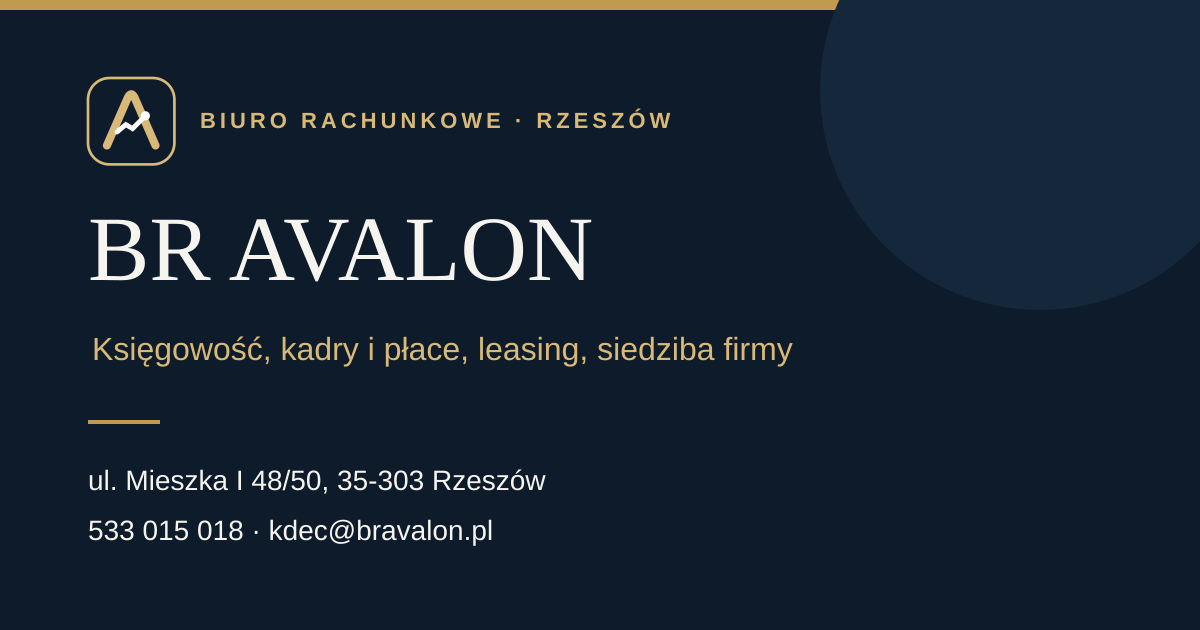 BIURO RACHUNKOWE · RZESZÓW
BR AVALON
Księgowość, kadry i płace, leasing, siedziba firmy
ul. Mieszka I 48/50, 35-303 Rzeszów
533 015 018 · kdec@bravalon.pl